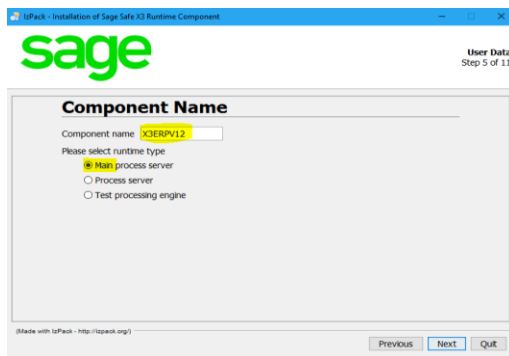 IzPack - Installation of Sage Safe X3 Runtime Component
sage
User Data
Step 5 of 11
Component Name
Component name X3ERPV12
Please select runtime type
Main process server
Process server
Test processing engine
(Made with IzPack - http://izpack.org/)
Previous Next Quit